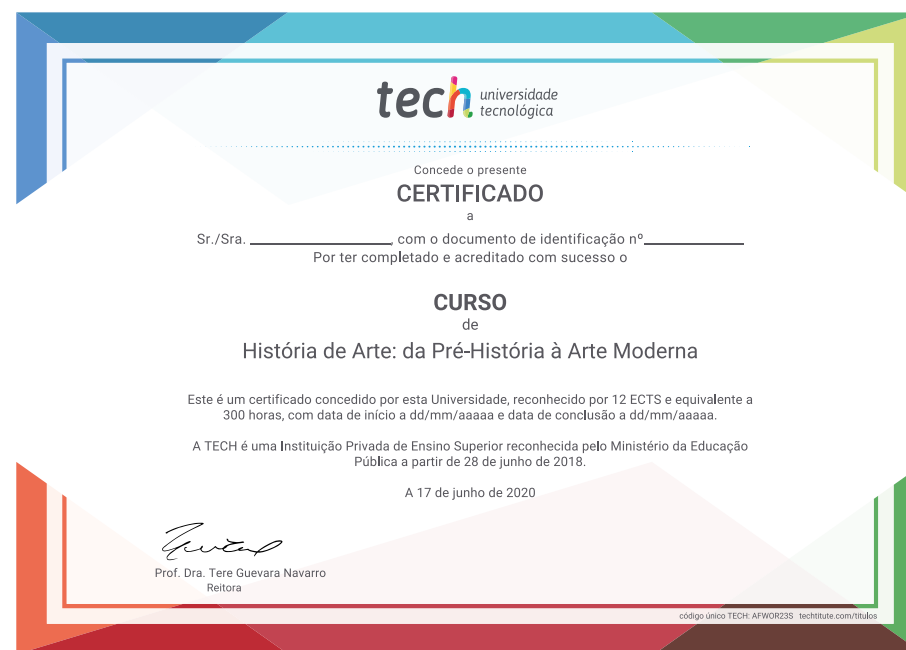 tech universidade
tecnológica
Concede o presente
CERTIFICADO
a
Sr./Sra. , com o documento de identificação nº
Por ter completado e acreditado com sucesso o
CURSO
de
História de Arte: da Pré-História à Arte Moderna
Este é um certificado concedido por esta Universidade, reconhecido por 12 ECTS e equivalente a
300 horas, com data de início a dd/mm/aaaaa e data de conclusão a dd/mm/aaaaa.
A TECH é uma Instituição Privada de Ensino Superior reconhecida pelo Ministério da Educação
Pública a partir de 28 de junho de 2018.
A 17 de junho de 2020
Prof. Dra. Tere Guevara Navarro
Reitora
código único TECH: AFWOR23S techtitute.com/títulos